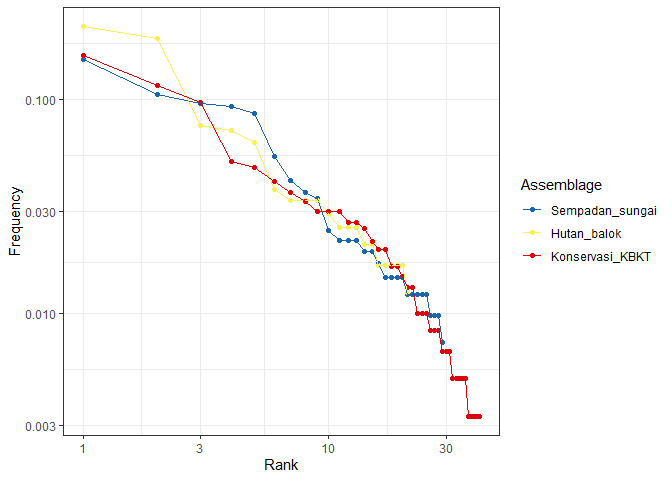 0.100
0.030
0.010
0.003
Frequency
1
3
10
30
Rank
Assemblage
Sempadan_sungai
Hutan_balok
Konservasi_KBKT